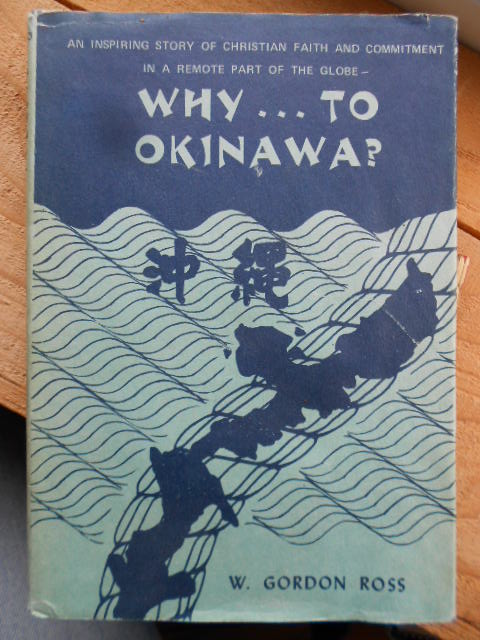 AN INSPIRING STORY OF CHRISTIAN FAITH AND COMMITMENT
IN A REMOTE PART OF THE GLOBE—
WHY...TO
OKINAWA?
沖縄
W. GORDON ROSS